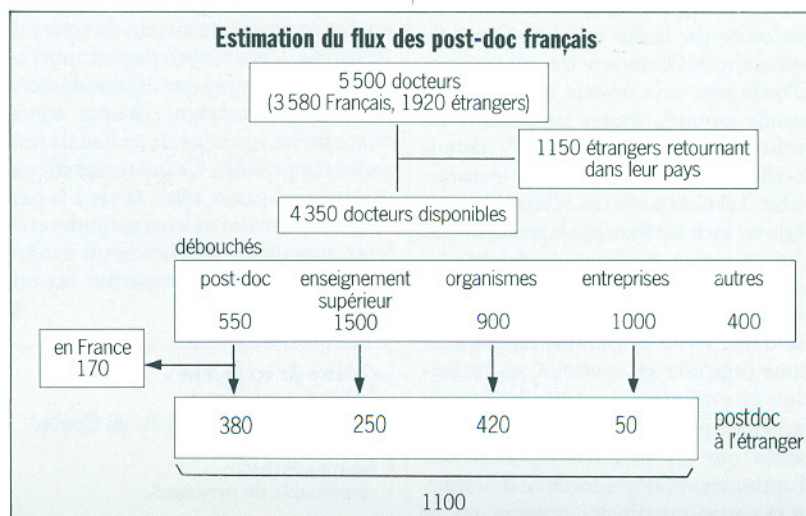 Estimation du flux des post-doc français
5 500 docteurs
(3 580 Français, 1920 étrangers)
1150 étrangers retournant
dans leur pays
4 350 docteurs disponibles
débouchés
post-doc enseignement supérieur organismes entreprises autres
550 1500 900 1000 400
en France
170
380 250 420 50
postdoc
à l'étranger
1100